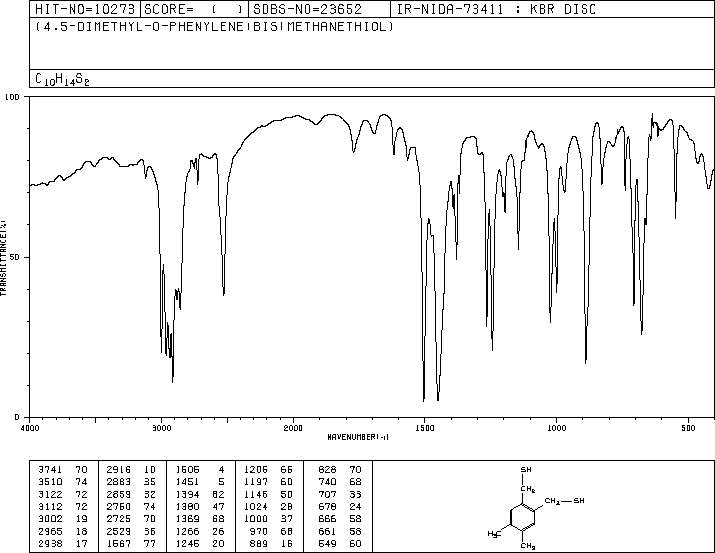 HIT-NO=10273 SCORE= ( ) SDBS-NO=23652 IR-NIDA-73411 : KBR DISC
(4,5-DIMETHYL-O-PHENYLENE)BIS(METHANETHIOL)
C10H14S2
100
50
0
TRANSMITTANCE(%)
4000 3000 2000 1500 1000 500
WAVENUMBER(-1)
3741 70 2916 10 1506 4 1206 66 828 70
3510 74 2883 35 1451 5 1197 60 740 68
3122 72 2859 32 1394 62 1146 50 707 33
3112 72 2760 74 1380 47 1024 28 678 24
3002 19 2725 70 1369 68 1000 37 666 58
2965 18 2529 36 1266 26 970 68 661 58
2938 17 1567 77 1245 20 889 16 549 60
SH
CH2
CH2 SH
H3C
CH3